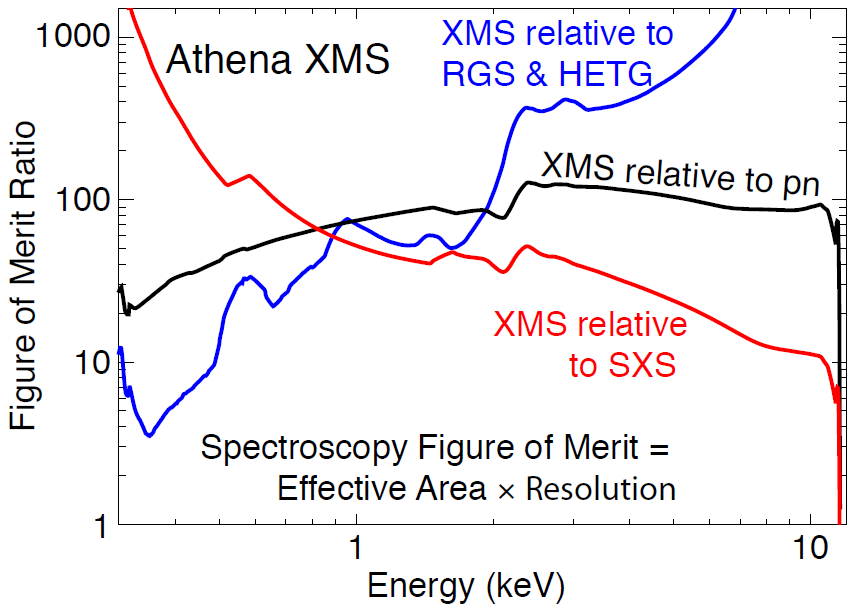 1000
100
10
1
Figure of Merit Ratio
Athena XMS
XMS relative to
RGS & HETG
XMS relative to pn
XMS relative
to SXS
Spectroscopy Figure of Merit =
Effective Area × Resolution
1
10
Energy (keV)